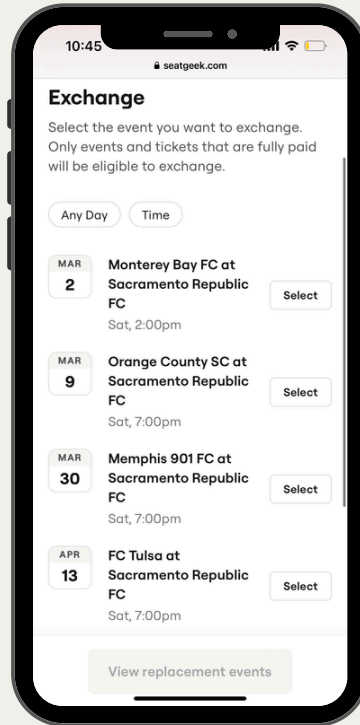 10:45
seatgeek.com
Exchange
Select the event you want to exchange.
Only events and tickets that are fully paid
will be eligible to exchange.
Any Day
Time
MAR
2
Monterey Bay FC at
Sacramento Republic
FC
Sat, 2:00pm
Select
MAR
9
Orange County SC at
Sacramento Republic
FC
Sat, 7:00pm
Select
MAR
30
Memphis 901 FC at
Sacramento Republic
FC
Sat, 7:00pm
Select
APR
13
FC Tulsa at
Sacramento Republic
FC
Sat, 7:00pm
Select
View replacement events